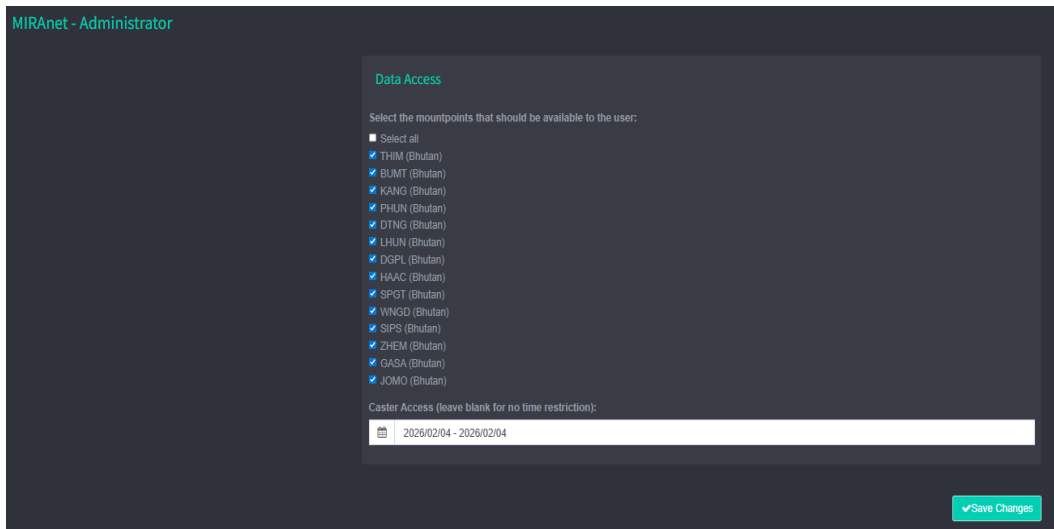 MIRAnet - Administrator
Data Access
Select the mountpoints that should be available to the user:
Select all
THIM (Bhutan)
BUMT (Bhutan)
KANG (Bhutan)
PHUN (Bhutan)
DTNG (Bhutan)
LHUN (Bhutan)
DGPL (Bhutan)
HAAC (Bhutan)
SPGT (Bhutan)
WNGD (Bhutan)
SIPS (Bhutan)
ZHEM (Bhutan)
GASA (Bhutan)
JOMO (Bhutan)
Caster Access (leave blank for no time restriction):
2026/02/04 - 2026/02/04
Save Changes